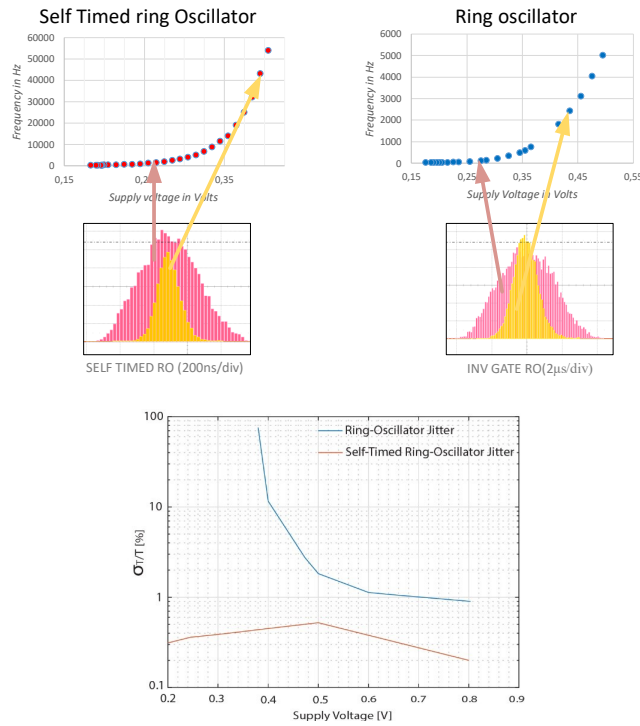 Self Timed ring Oscillator
Ring oscillator
Frequency in Hz
60000
50000
40000
30000
20000
10000
0
0,15
0,25
0,35
Supply voltage in Volts
Frequency in Hz
6000
5000
4000
3000
2000
1000
0
0,15
0,25
0,35
0,45
0,55
Supply Voltage in Volts
SELF TIMED RO (200ns/div)
INV GATE RO(2μs/div)
100
10
1
0.1
σT/T [%]
Ring-Oscillator Jitter
Self-Timed Ring-Oscillator Jitter
0.2
0.3
0.4
0.5
0.6
0.7
0.8
0.9
Supply Voltage [V]